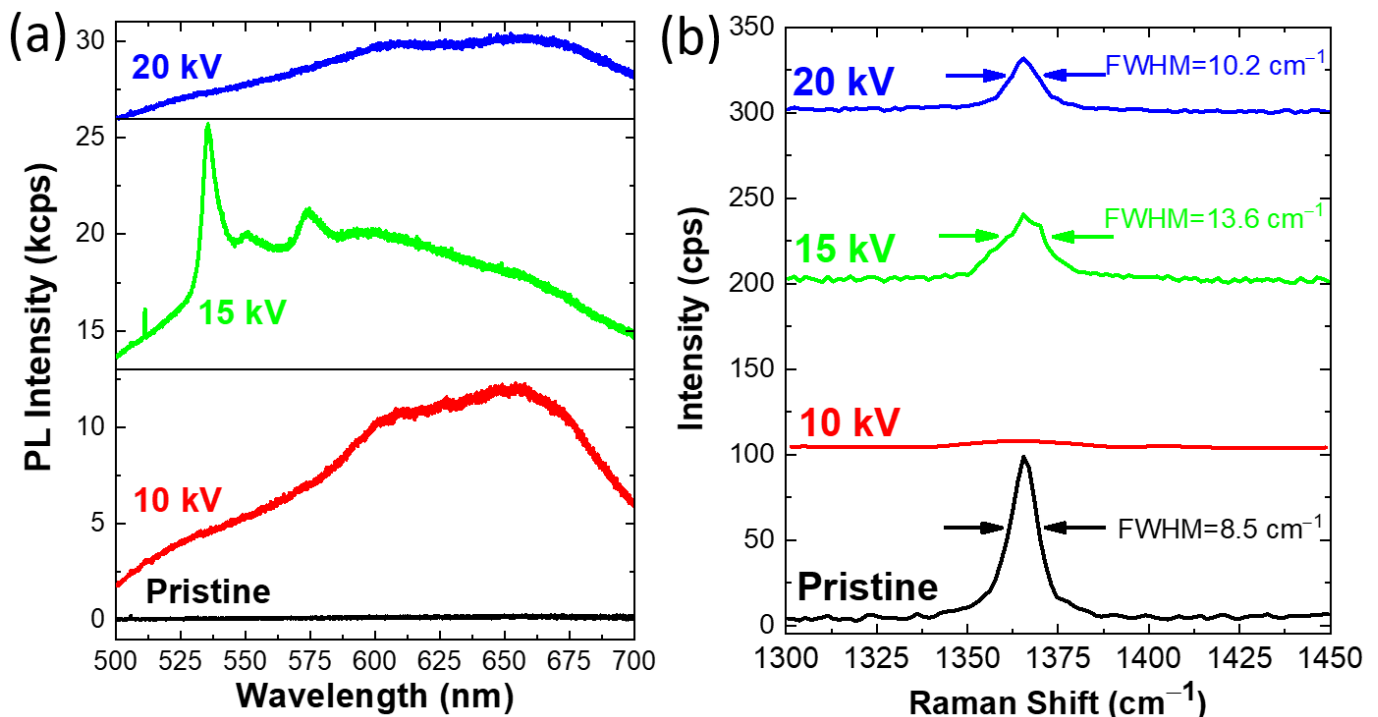 (a)
30
25
20
15
10
5
0
20 kV
15 kV
10 kV
Pristine
500 525 550 575 600 625 650 675 700
Wavelength (nm)
PL Intensity (kcps)
(b)
350
300
250
200
150
100
50
0
20 kV
FWHM=10.2 cm⁻¹
15 kV
FWHM=13.6 cm⁻¹
10 kV
FWHM=8.5 cm⁻¹
Pristine
1300 1325 1350 1375 1400 1425 1450
Raman Shift (cm⁻¹)
Intensity (cps)